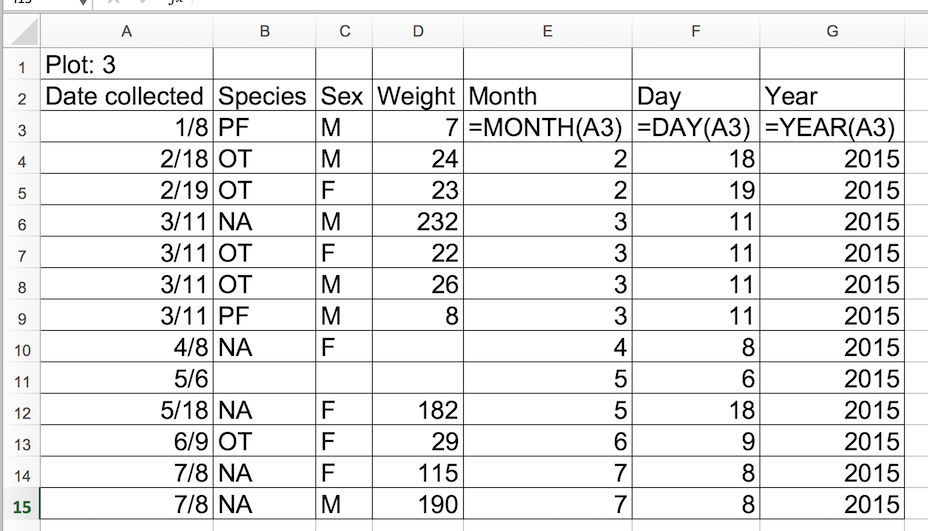 A B C D E F G
1 Plot: 3
2 Date collected Species Sex Weight Month Day Year
3 1/8 PF M 7 =MONTH(A3) =DAY(A3) =YEAR(A3)
4 2/18 OT M 24 2 18 2015
5 2/19 OT F 23 2 19 2015
6 3/11 NA M 232 3 11 2015
7 3/11 OT F 22 3 11 2015
8 3/11 OT M 26 3 11 2015
9 3/11 PF M 8 3 11 2015
10 4/8 NA F 4 8 2015
11 5/6 5 6 2015
12 5/18 NA F 182 5 18 2015
13 6/9 OT F 29 6 9 2015
14 7/8 NA F 115 7 8 2015
15 7/8 NA M 190 7 8 2015